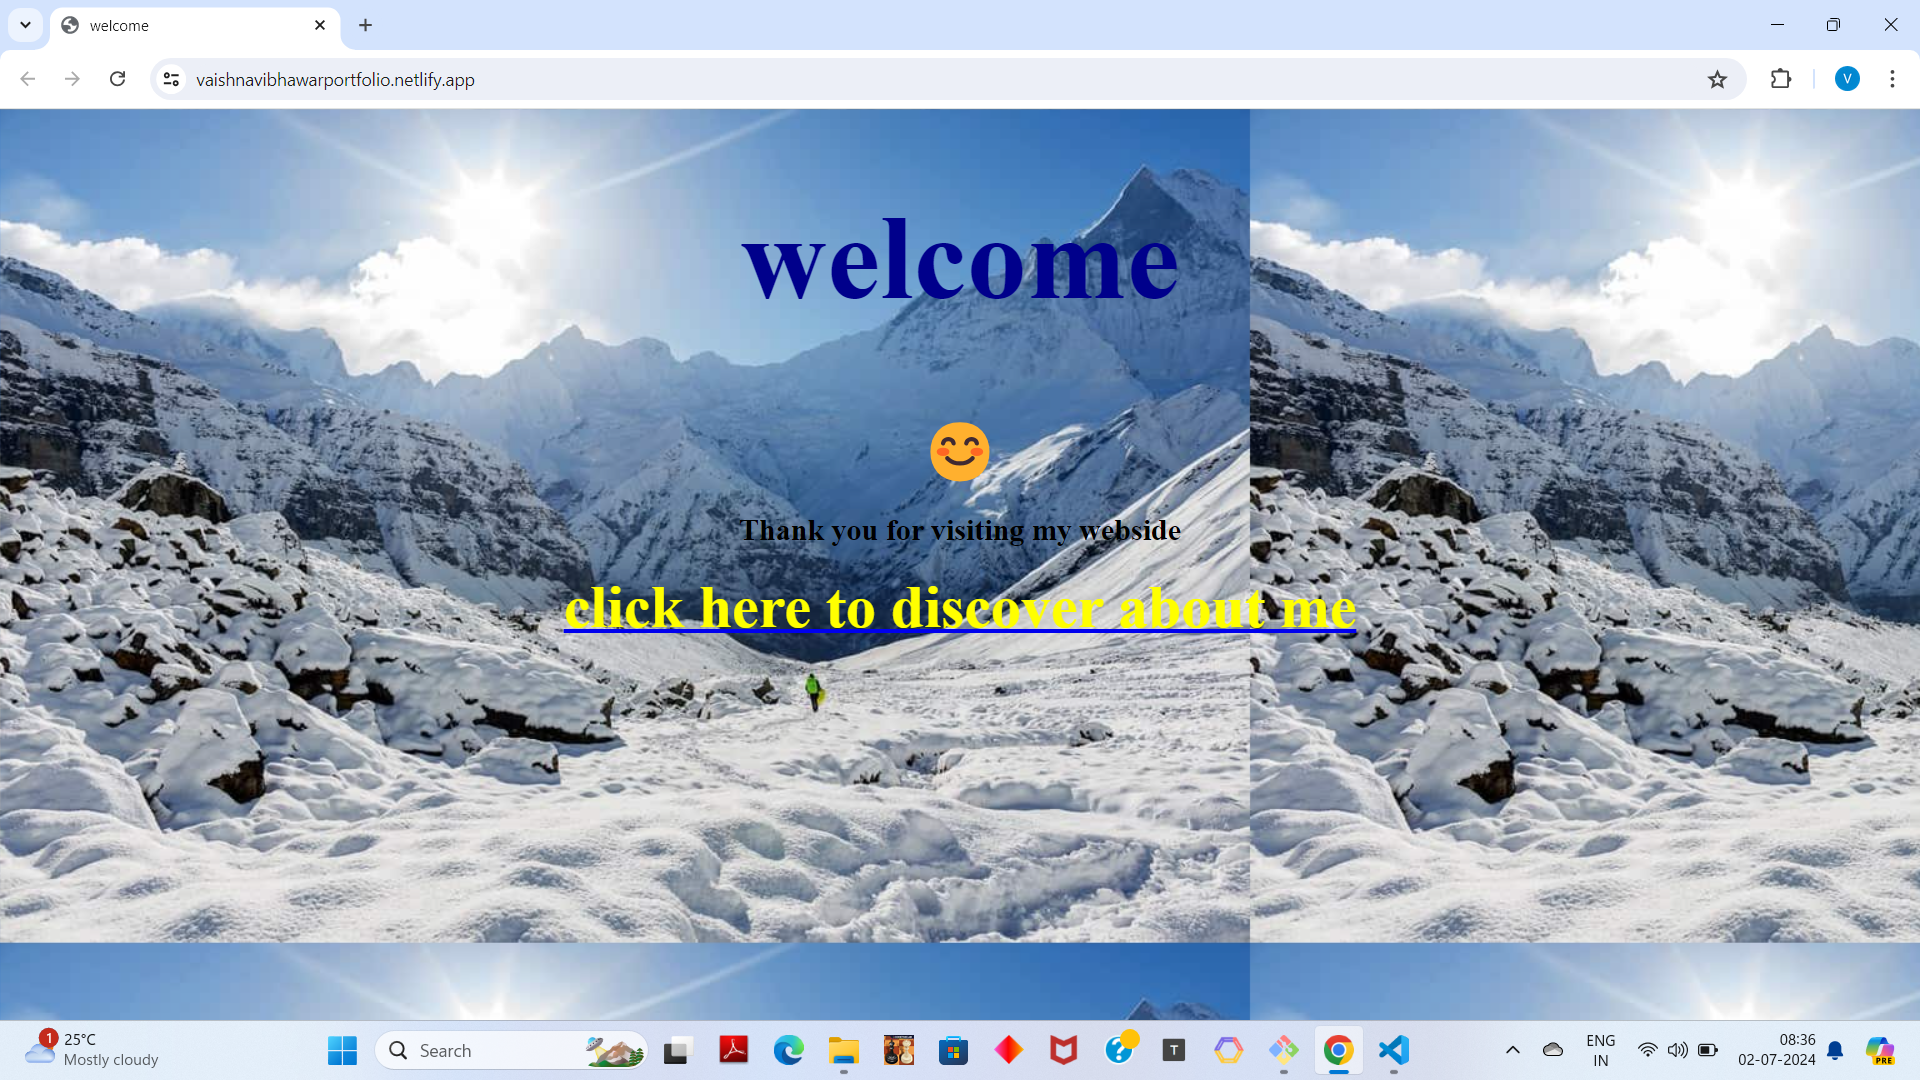 welcome
vaishnavibhawarportfolio.netlify.app
V
welcome
Thank you for visiting my webside
click here to discover about me
1
25°C
Mostly cloudy
Search
T
ENG
IN
08:36
02-07-2024
PRE